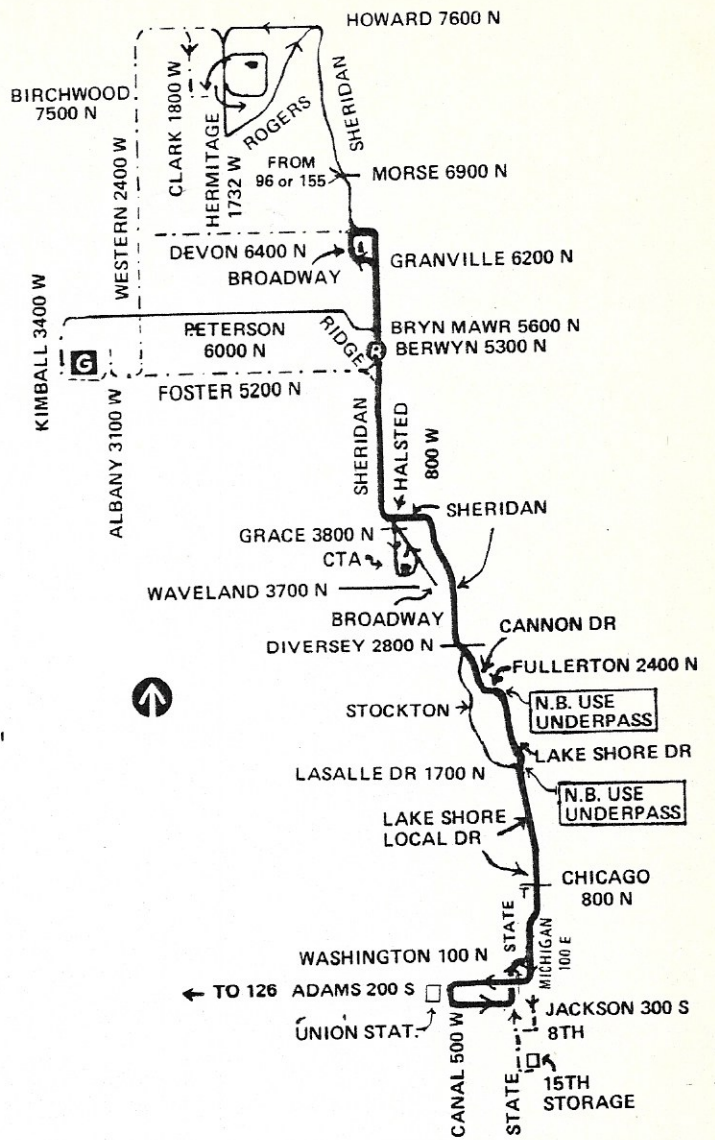 HOWARD 7600 N
BIRCHWOOD
7500 N
CLARK 1800 W
HERMITAGE
1732 W
ROGERS
SHERIDAN
WESTERN 2400 W
FROM
96 or 155
MORSE 6900 N
DEVON 6400 N
BROADWAY
GRANVILLE 6200 N
KIMBALL 3400 W
PETERSON
6000 N
RIDGE
BRYN MAWR 5600 N
R
BERWYN 5300 N
G
FOSTER 5200 N
ALBANY 3100 W
SHERIDAN
HALSTED
800 W
SHERIDAN
GRACE 3800 N
CTA
WAVELAND 3700 N
BROADWAY
DIVERSEY 2800 N
CANNON DR
FULLERTON 2400 N
N.B. USE
UNDERPASS
STOCKTON
LAKE SHORE DR
LASALLE DR 1700 N
N.B. USE
UNDERPASS
LAKE SHORE
LOCAL DR
CHICAGO
800 N
T
STATE
MICHIGAN
100 E
WASHINGTON 100 N
TO 126 ADAMS 200 S
UNION STAT.
CANAL 500 W
STATE
JACKSON 300 S
8TH
15TH
STORAGE